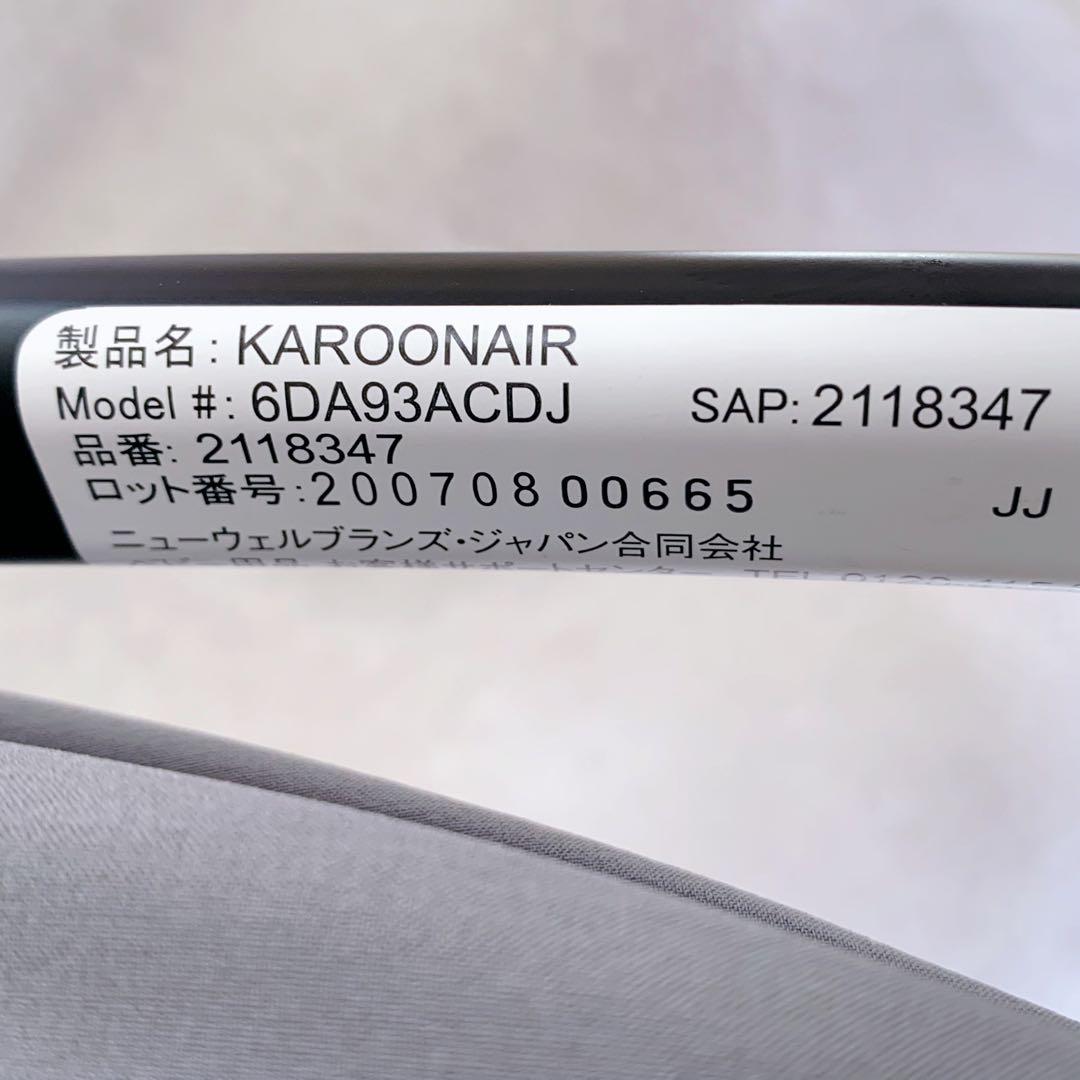 製品名: KAROONAIR
Model #: 6DA93ACDJ SAP: 2118347
品番: 2118347
ロット番号: 200708 00665 JJ
ニューウェルブランズ・ジャパン合同会社